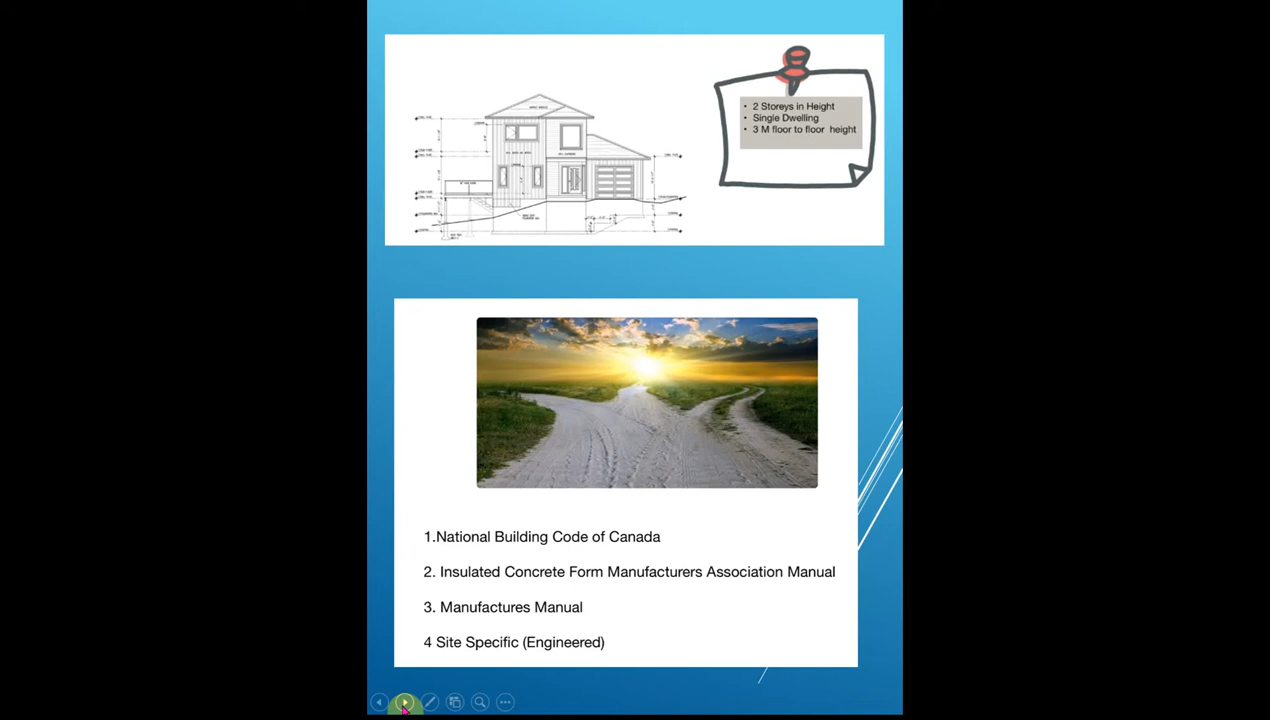 • 2 Storeys in Height
• Single Dwelling
• 3 M floor to floor height
1.National Building Code of Canada
2. Insulated Concrete Form Manufacturers Association Manual
3. Manufactures Manual
4 Site Specific (Engineered)